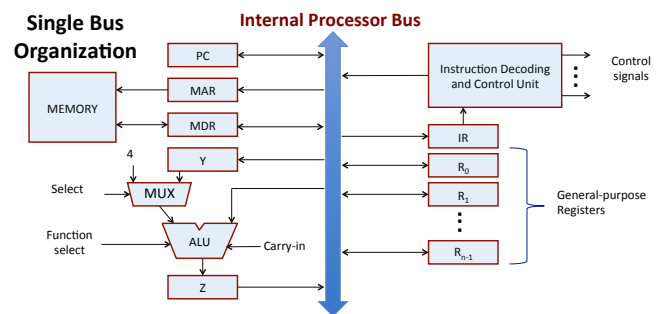 Single Bus
Organization
Internal Processor Bus
PC
MAR
MDR
MEMORY
Y
4
Select
MUX
Function
select
ALU
Carry-in
Z
Instruction Decoding
and Control Unit
Control
signals
IR
R0
R1
Rn-1
General-purpose
Registers